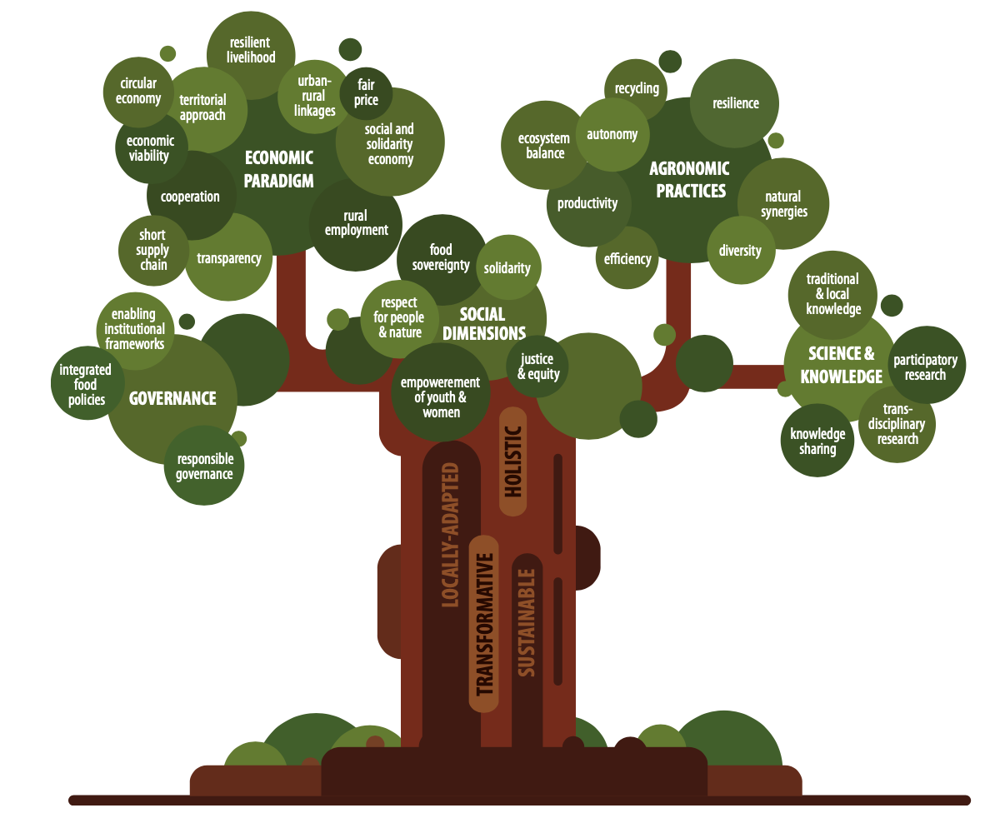 resilient
livelihood
circular
economy
territorial
approach
urban-
rural
linkages
fair
price
economic
viability
social and
solidarity
economy
ECONOMIC
PARADIGM
cooperation
rural
employment
short
supply
chain
transparency
recycling
resilience
ecosystem
balance
autonomy
AGRONOMIC
PRACTICES
productivity
natural
synergies
efficiency
diversity
food
sovereignty
solidarity
respect
for people
& nature
SOCIAL
DIMENSIONS
justice
& equity
empowerement
of youth &
women
enabling
institutional
frameworks
integrated
food
policies
GOVERNANCE
responsible
governance
traditional
& local
knowledge
SCIENCE &
KNOWLEDGE
participatory
research
trans-
disciplinary
research
knowledge
sharing
LOCALLY-ADAPTED
HOLISTIC
TRANSFORMATIVE
SUSTAINABLE